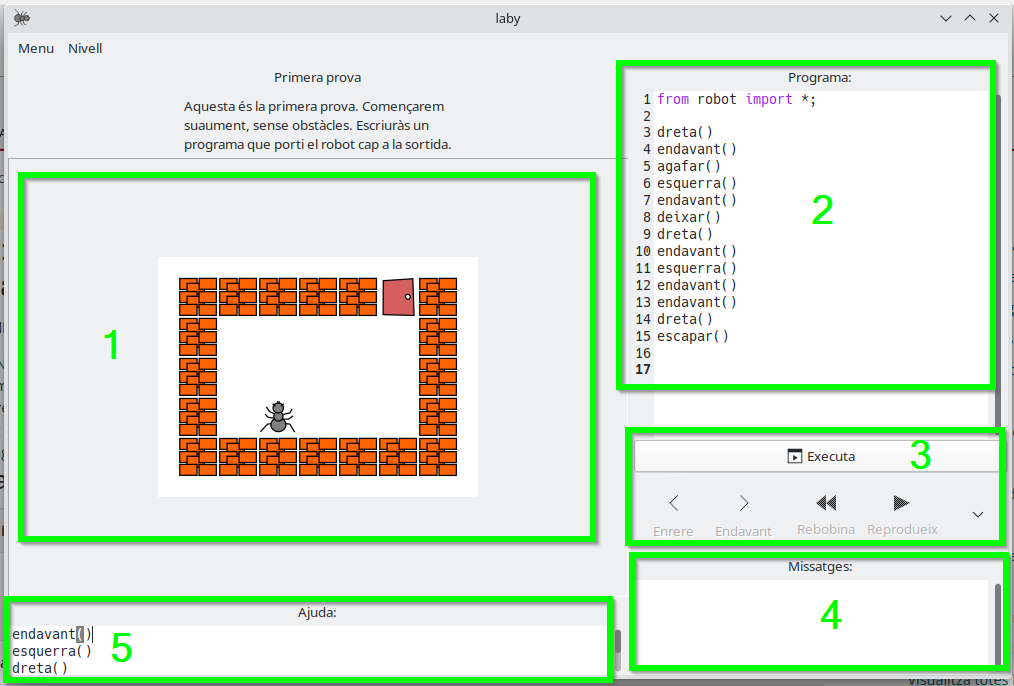 laby
Menu Nivell
Primera prova
Aquesta és la primera prova. Començarem
suaument, sense obstàcles. Escriuràs un
programa que porti el robot cap a la sortida.
1
Programa:
1 from robot import *;
2
3 dreta()
4 endavant()
5 agafar()
6 esquerra()
7 endavant()
8 deixar()
9 dreta()
10 endavant()
11 esquerra()
12 endavant()
13 endavant()
14 dreta()
15 escapar()
16
17
2
Executa
3
Enrere Endavant Rebobina Reprodueix
Missatges:
4
Ajuda:
endavant()
esquerra()
dreta()
5
Visualitza totes